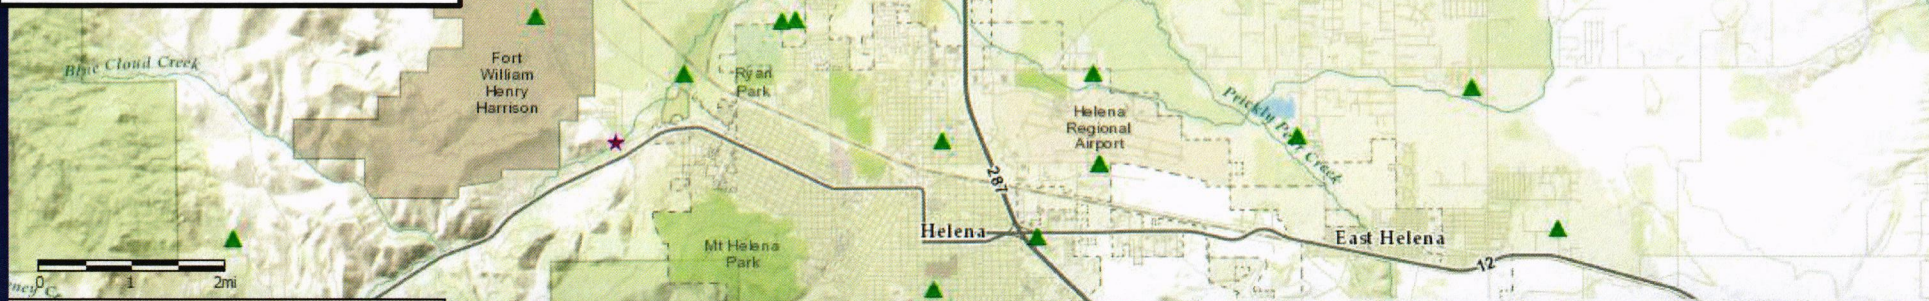 Blue Cloud Creek
Fort
William
Henry
Harrison
Ryan
Park
Helena
Regional
Airport
Prickly Pear Creek
287
Mt Helena
Park
Helena
East Helena
12
0 1 2mi